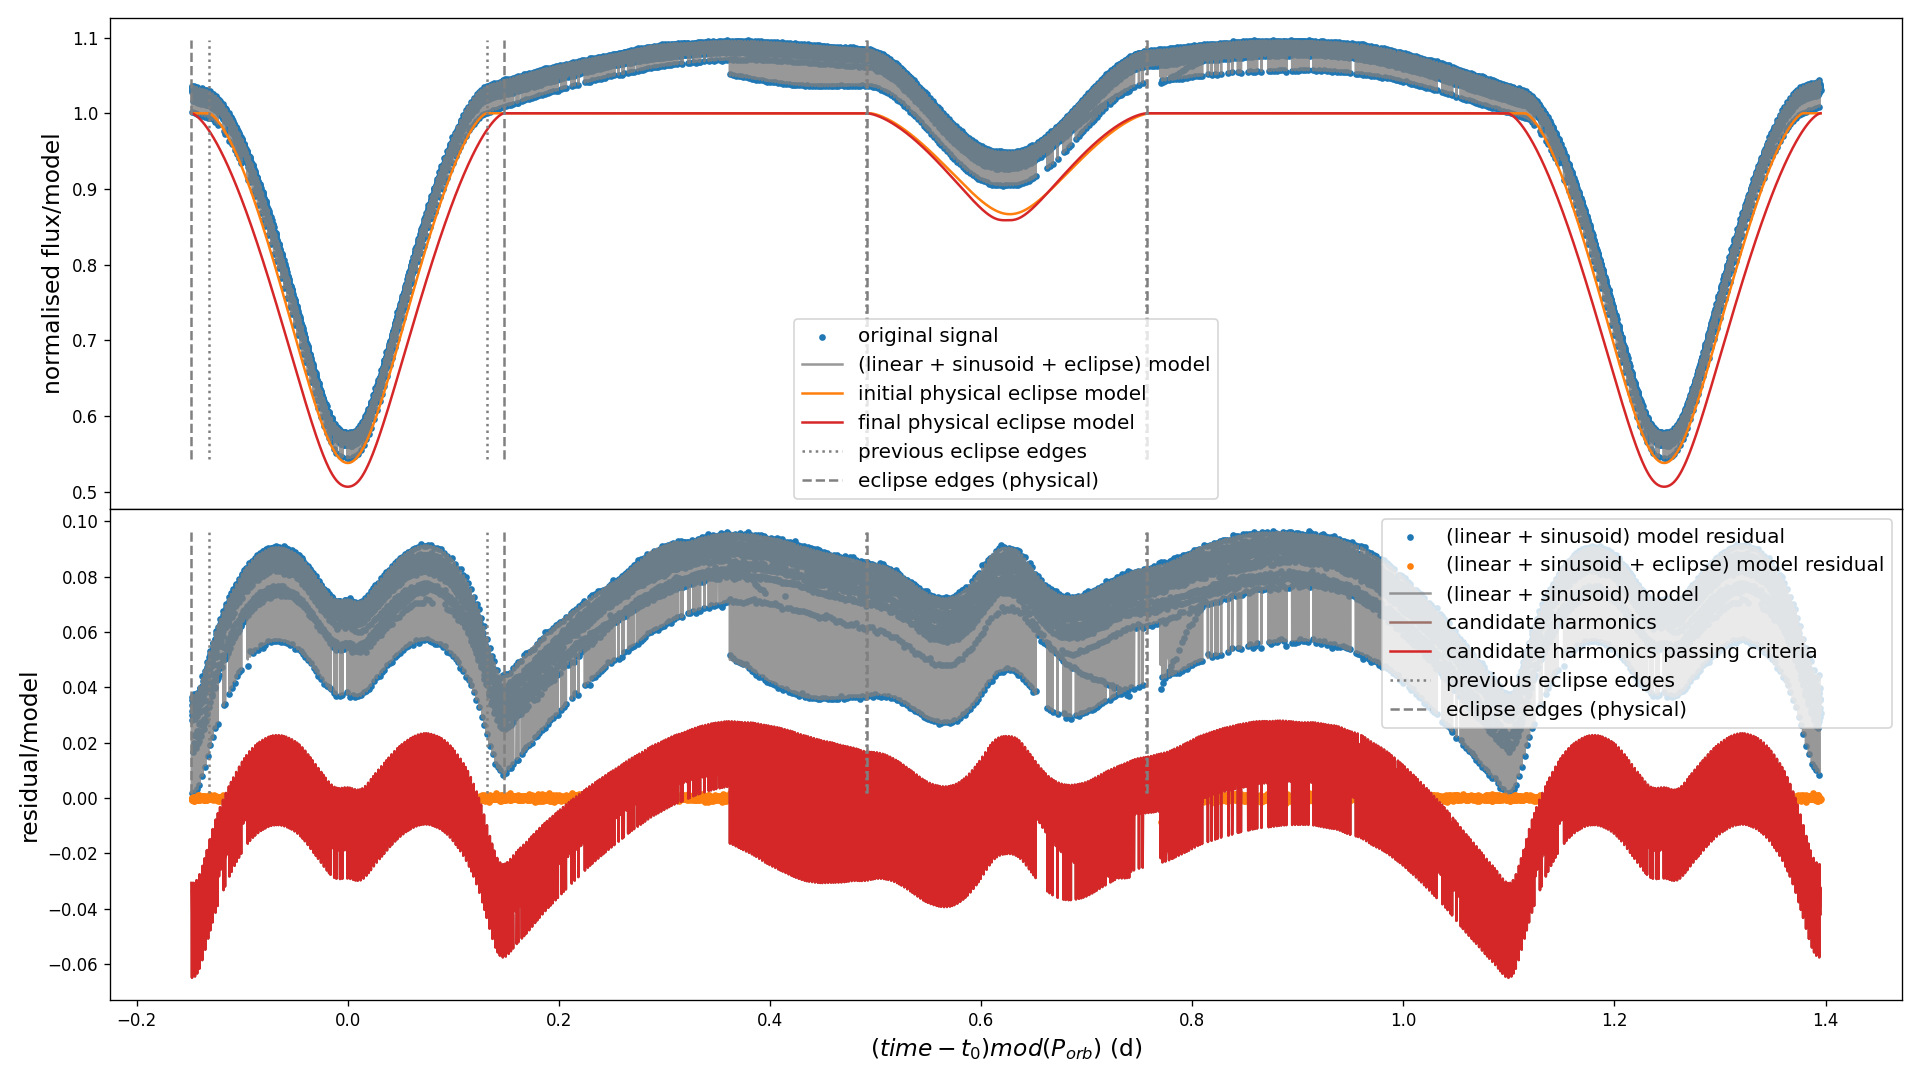 normalised flux/model
1.1
1.0
0.9
0.8
0.7
0.6
0.5
original signal
(linear + sinusoid + eclipse) model
initial physical eclipse model
final physical eclipse model
previous eclipse edges
eclipse edges (physical)
residual/model
0.10
0.08
0.06
0.04
0.02
0.00
−0.02
−0.04
−0.06
(linear + sinusoid) model residual
(linear + sinusoid + eclipse) model residual
(linear + sinusoid) model
candidate harmonics
candidate harmonics passing criteria
previous eclipse edges
eclipse edges (physical)
−0.2 0.0 0.2 0.4 0.6 0.8 1.0 1.2 1.4
(time − t₀)mod(P_orb) (d)